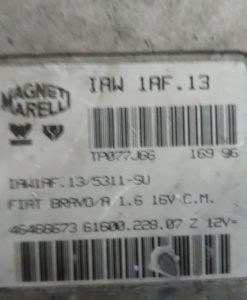 IAW 1AF.13
MAGNETI
MARELLI
TP077J66 169 96
IAW1AF.13/5311-SU
FIAT BRAVO/A 1.6 16V C.M.
46468673 61600.228.07 Z 12V=